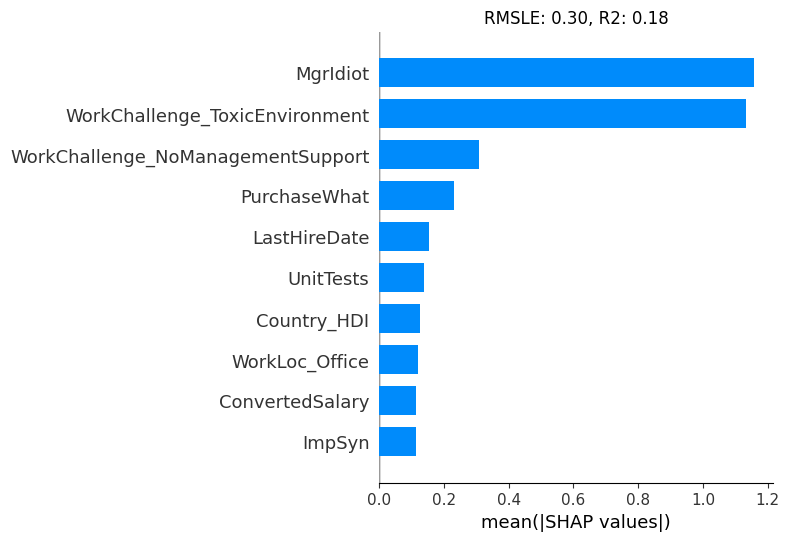 RMSLE: 0.30, R2: 0.18
MgrIdiot
WorkChallenge_ToxicEnvironment
WorkChallenge_NoManagementSupport
PurchaseWhat
LastHireDate
UnitTests
Country_HDI
WorkLoc_Office
ConvertedSalary
ImpSyn
0.0 0.2 0.4 0.6 0.8 1.0 1.2
mean(|SHAP values|)